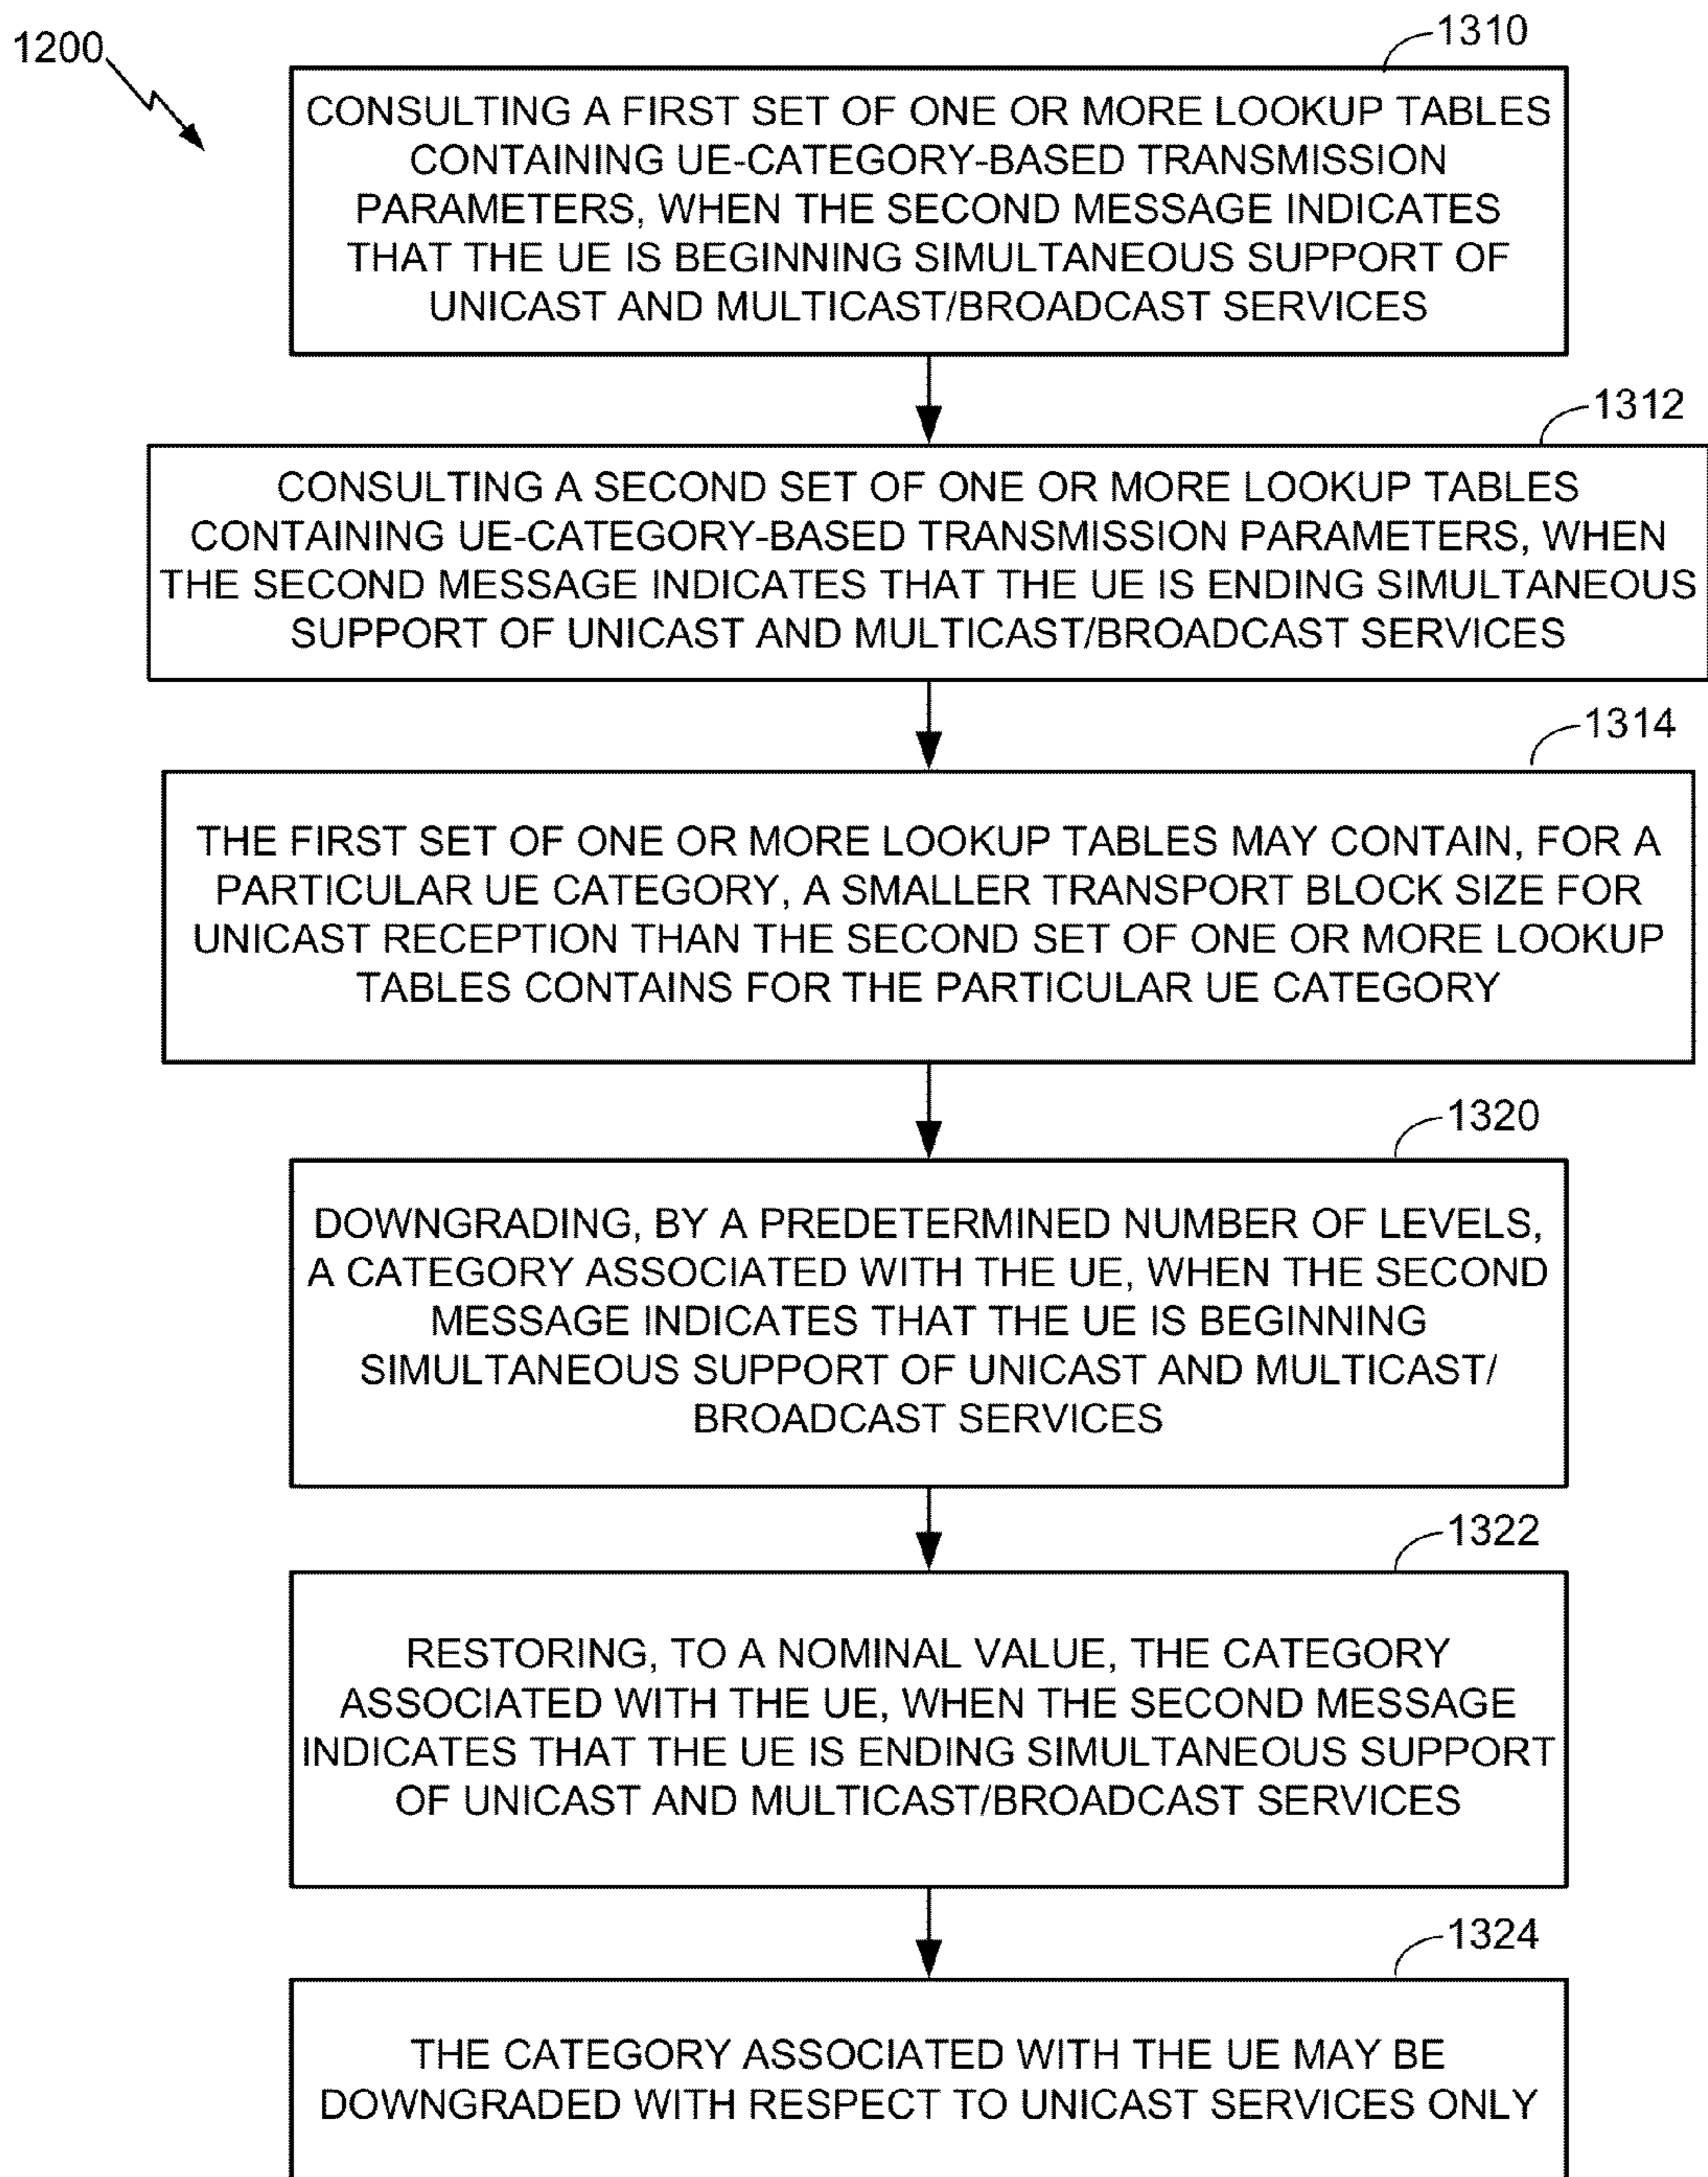 1200
1310
CONSULTING A FIRST SET OF ONE OR MORE LOOKUP TABLES
CONTAINING UE-CATEGORY-BASED TRANSMISSION
PARAMETERS, WHEN THE SECOND MESSAGE INDICATES
THAT THE UE IS BEGINNING SIMULTANEOUS SUPPORT OF
UNICAST AND MULTICAST/BROADCAST SERVICES
1312
CONSULTING A SECOND SET OF ONE OR MORE LOOKUP TABLES
CONTAINING UE-CATEGORY-BASED TRANSMISSION PARAMETERS, WHEN
THE SECOND MESSAGE INDICATES THAT THE UE IS ENDING SIMULTANEOUS
SUPPORT OF UNICAST AND MULTICAST/BROADCAST SERVICES
1314
THE FIRST SET OF ONE OR MORE LOOKUP TABLES MAY CONTAIN, FOR A
PARTICULAR UE CATEGORY, A SMALLER TRANSPORT BLOCK SIZE FOR
UNICAST RECEPTION THAN THE SECOND SET OF ONE OR MORE LOOKUP
TABLES CONTAINS FOR THE PARTICULAR UE CATEGORY
1320
DOWNGRADING, BY A PREDETERMINED NUMBER OF LEVELS,
A CATEGORY ASSOCIATED WITH THE UE, WHEN THE SECOND
MESSAGE INDICATES THAT THE UE IS BEGINNING
SIMULTANEOUS SUPPORT OF UNICAST AND MULTICAST/
BROADCAST SERVICES
1322
RESTORING, TO A NOMINAL VALUE, THE CATEGORY
ASSOCIATED WITH THE UE, WHEN THE SECOND MESSAGE
INDICATES THAT THE UE IS ENDING SIMULTANEOUS SUPPORT
OF UNICAST AND MULTICAST/BROADCAST SERVICES
1324
THE CATEGORY ASSOCIATED WITH THE UE MAY BE
DOWNGRADED WITH RESPECT TO UNICAST SERVICES ONLY